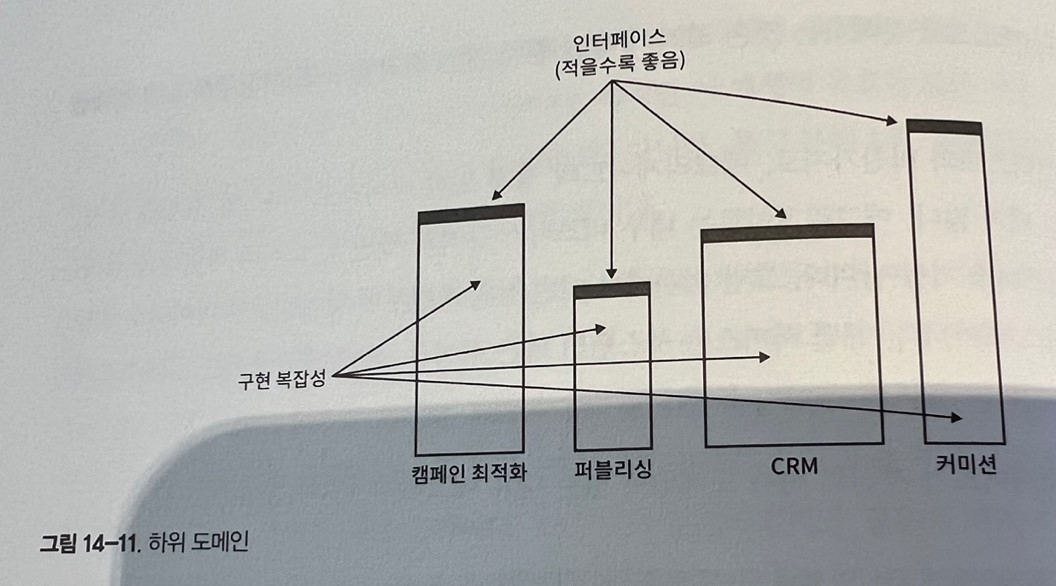 인터페이스
(적을수록 좋음)
구현 복잡성
캠페인 최적화
퍼블리싱
CRM
커미션
그림 14-11. 하위 도메인